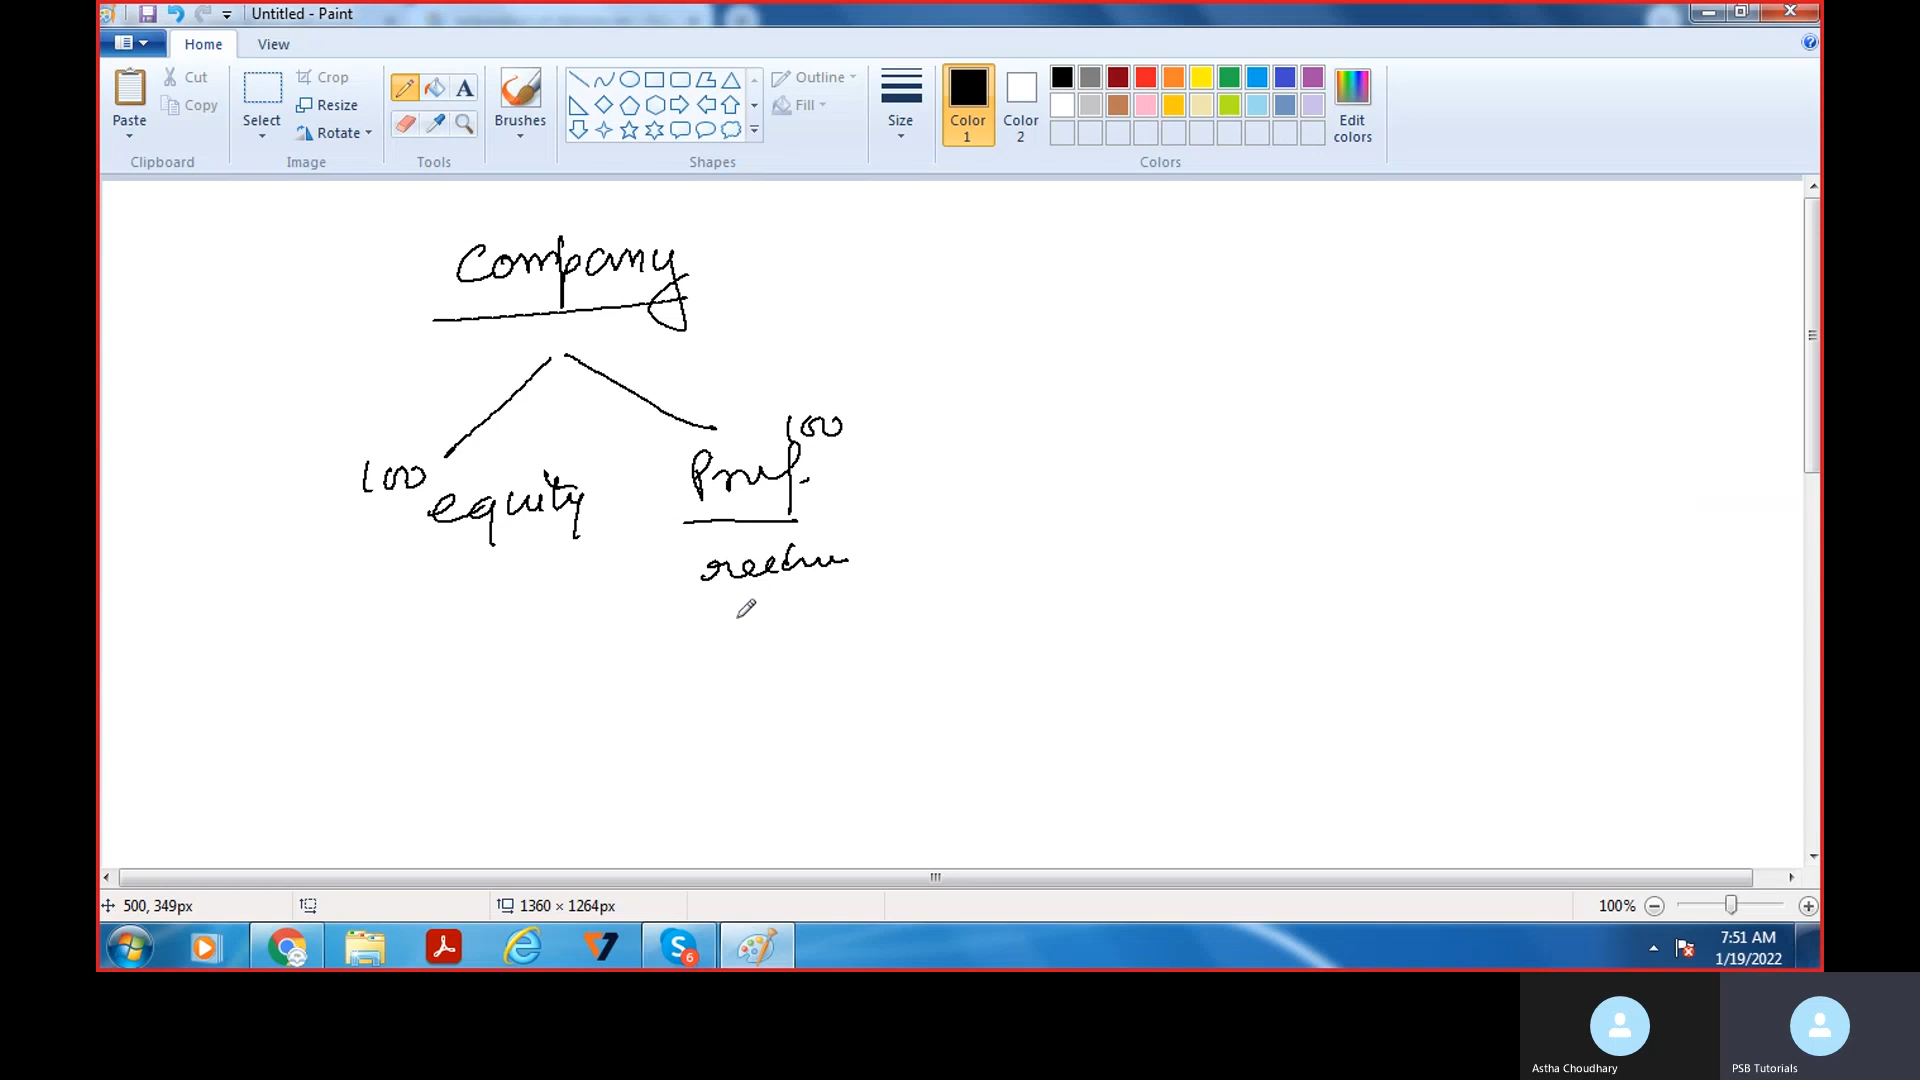 Untitled - Paint
Home View
Cut Crop Outline
Copy Resize Fill
Rotate
Paste Select Brushes Size Color 1 Color 2 Edit colors
Clipboard Image Tools Shapes Colors
Company
100 equity
100
Pref.
500, 349px 1360 × 1264px 100%
6
7:51 AM
1/19/2022
Astha Choudhary PSB Tutorials